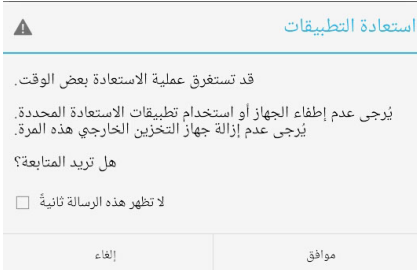 استعادة التطبيقات
قد تستغرق عملية الاستعادة بعض الوقت.
يُرجى عدم إطفاء الجهاز أو استخدام تطبيقات الاستعادة المحددة.
يُرجى عدم إزالة جهاز التخزين الخارجي هذه المرة.
هل تريد المتابعة؟
لا تظهر هذه الرسالة ثانيةً
موافق
إلغاء